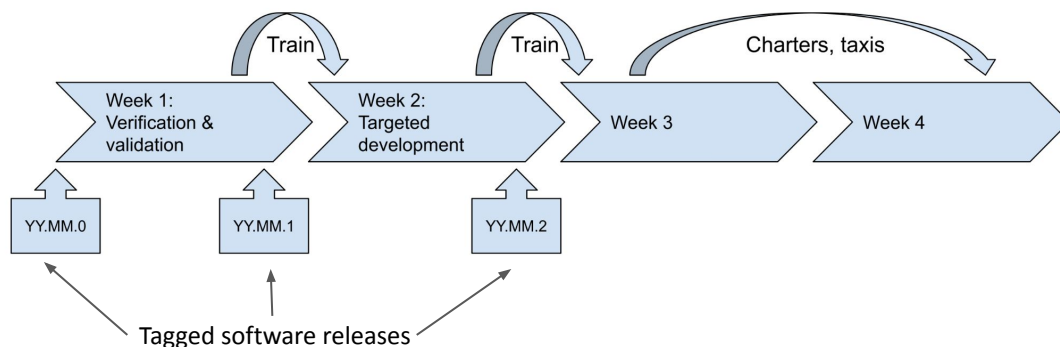 Train
Train
Charters, taxis
Week 1:
Verification &
validation
Week 2:
Targeted
development
Week 3
Week 4
YY.MM.0
YY.MM.1
YY.MM.2
Tagged software releases